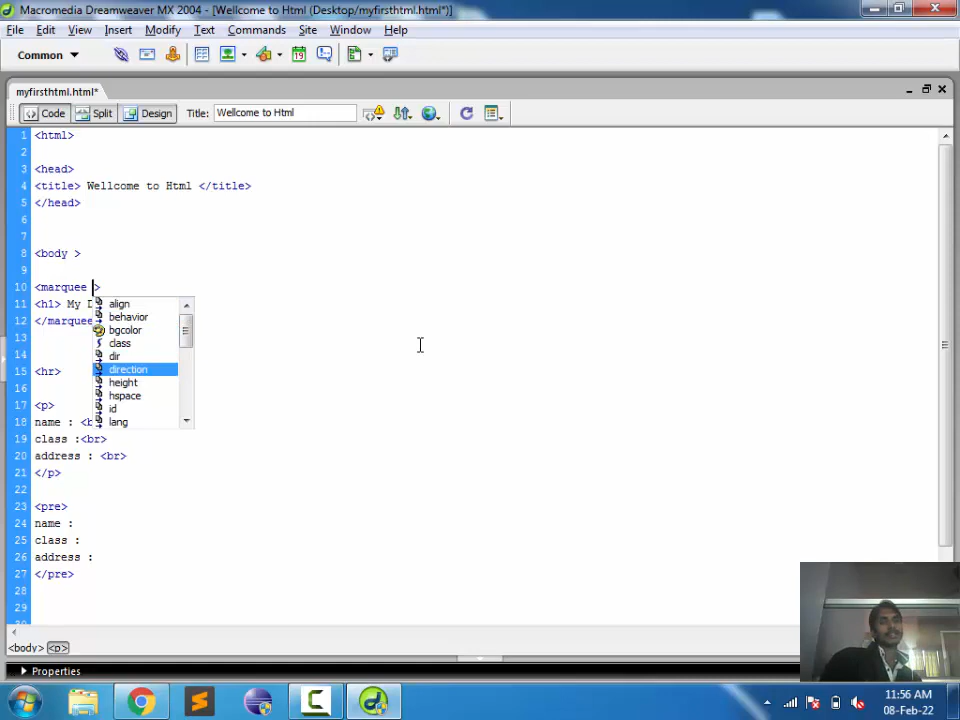 Macromedia Dreamweaver MX 2004 - [Wellcome to Html (Desktop/myfirsthtml.html*)]
File Edit View Insert Modify Text Commands Site Window Help
Common
myfirsthtml.html*
Code Split Design Title: Wellcome to Html
1 <html>
2
3 <head>
4 <title> Wellcome to Html </title>
5 </head>
6
7
8 <body >
9
10 <marquee >
11 <h1> My
12 </marquee
13
14
15 <hr>
16
17 <p>
18 name : <b
19 class :<br>
20 address : <br>
21 </p>
22
23 <pre>
24 name :
25 class :
26 address :
27 </pre>
28
29
align
behavior
bgcolor
class
dir
direction
height
hspace
id
lang
<body> <p>
Properties
11:56 AM
08-Feb-22